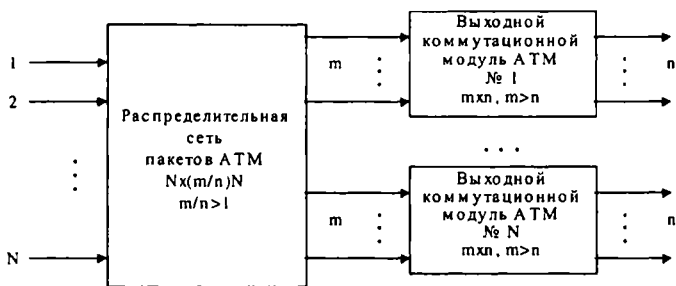 1
2
N
Распределительная
сеть
пакетов АТМ
Nx(m/n)N
m/n>1
m
m
Выходной
коммутационной
модуль АТМ
№ 1
mxn, m>n
n
Выходной
коммутационной
модуль АТМ
№ N
mxn, m>n
n